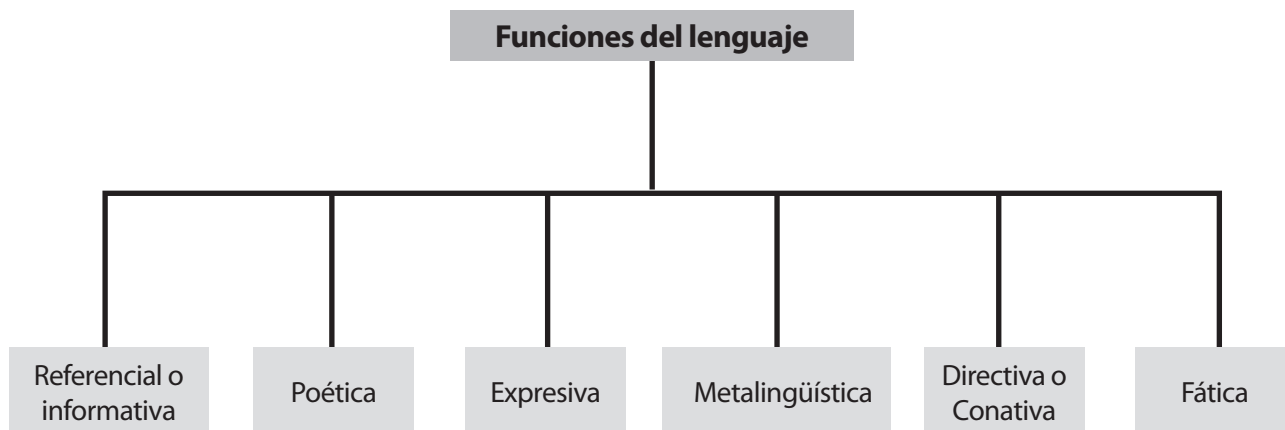 Funciones del lenguaje
Referencial o
informativa
Poética
Expresiva
Metalingüística
Directiva o
Conativa
Fática